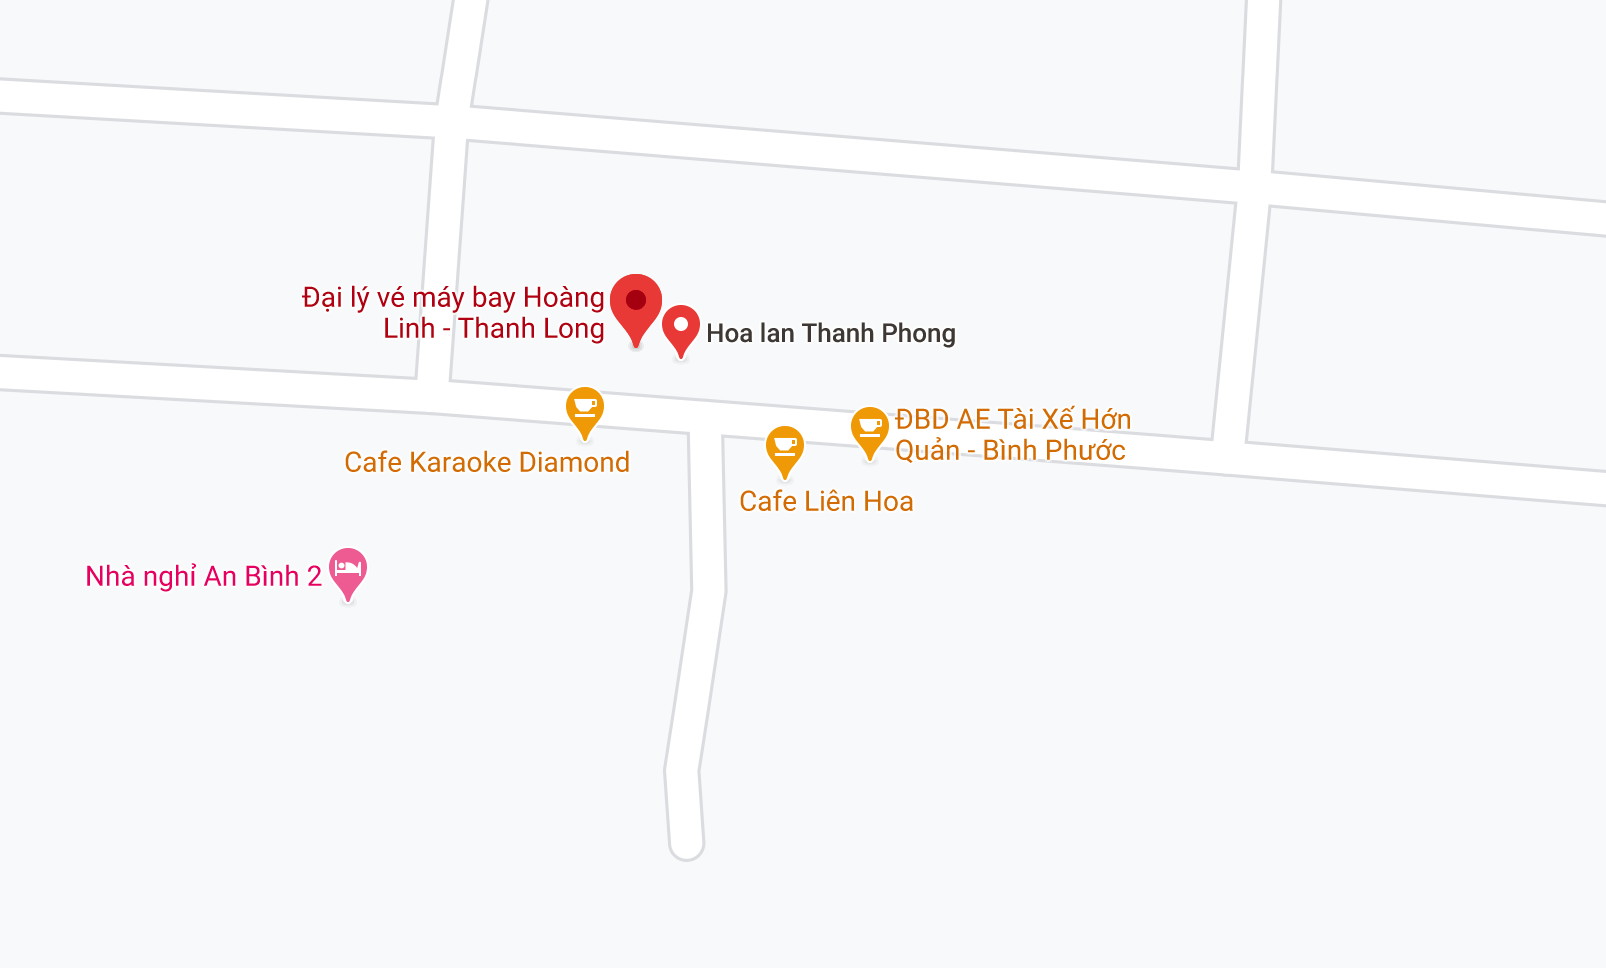 Đại lý vé máy bay Hoàng
Linh - Thanh Long
Hoa lan Thanh Phong
ĐBD AE Tài Xế Hớn
Quản - Bình Phước
Cafe Karaoke Diamond
Cafe Liên Hoa
Nhà nghỉ An Bình 2